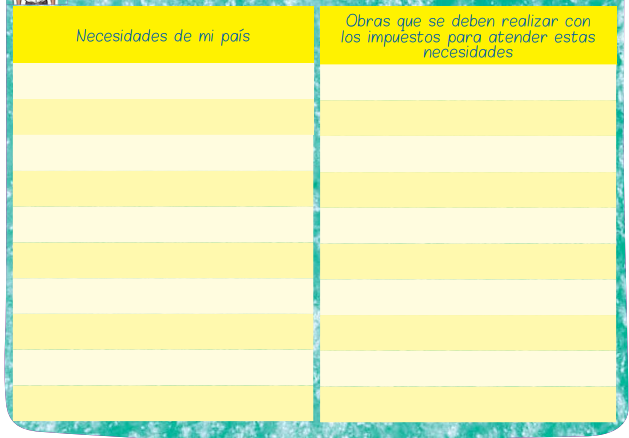 Necesidades de mi país
Obras que se deben realizar con
los impuestos para atender estas
necesidades